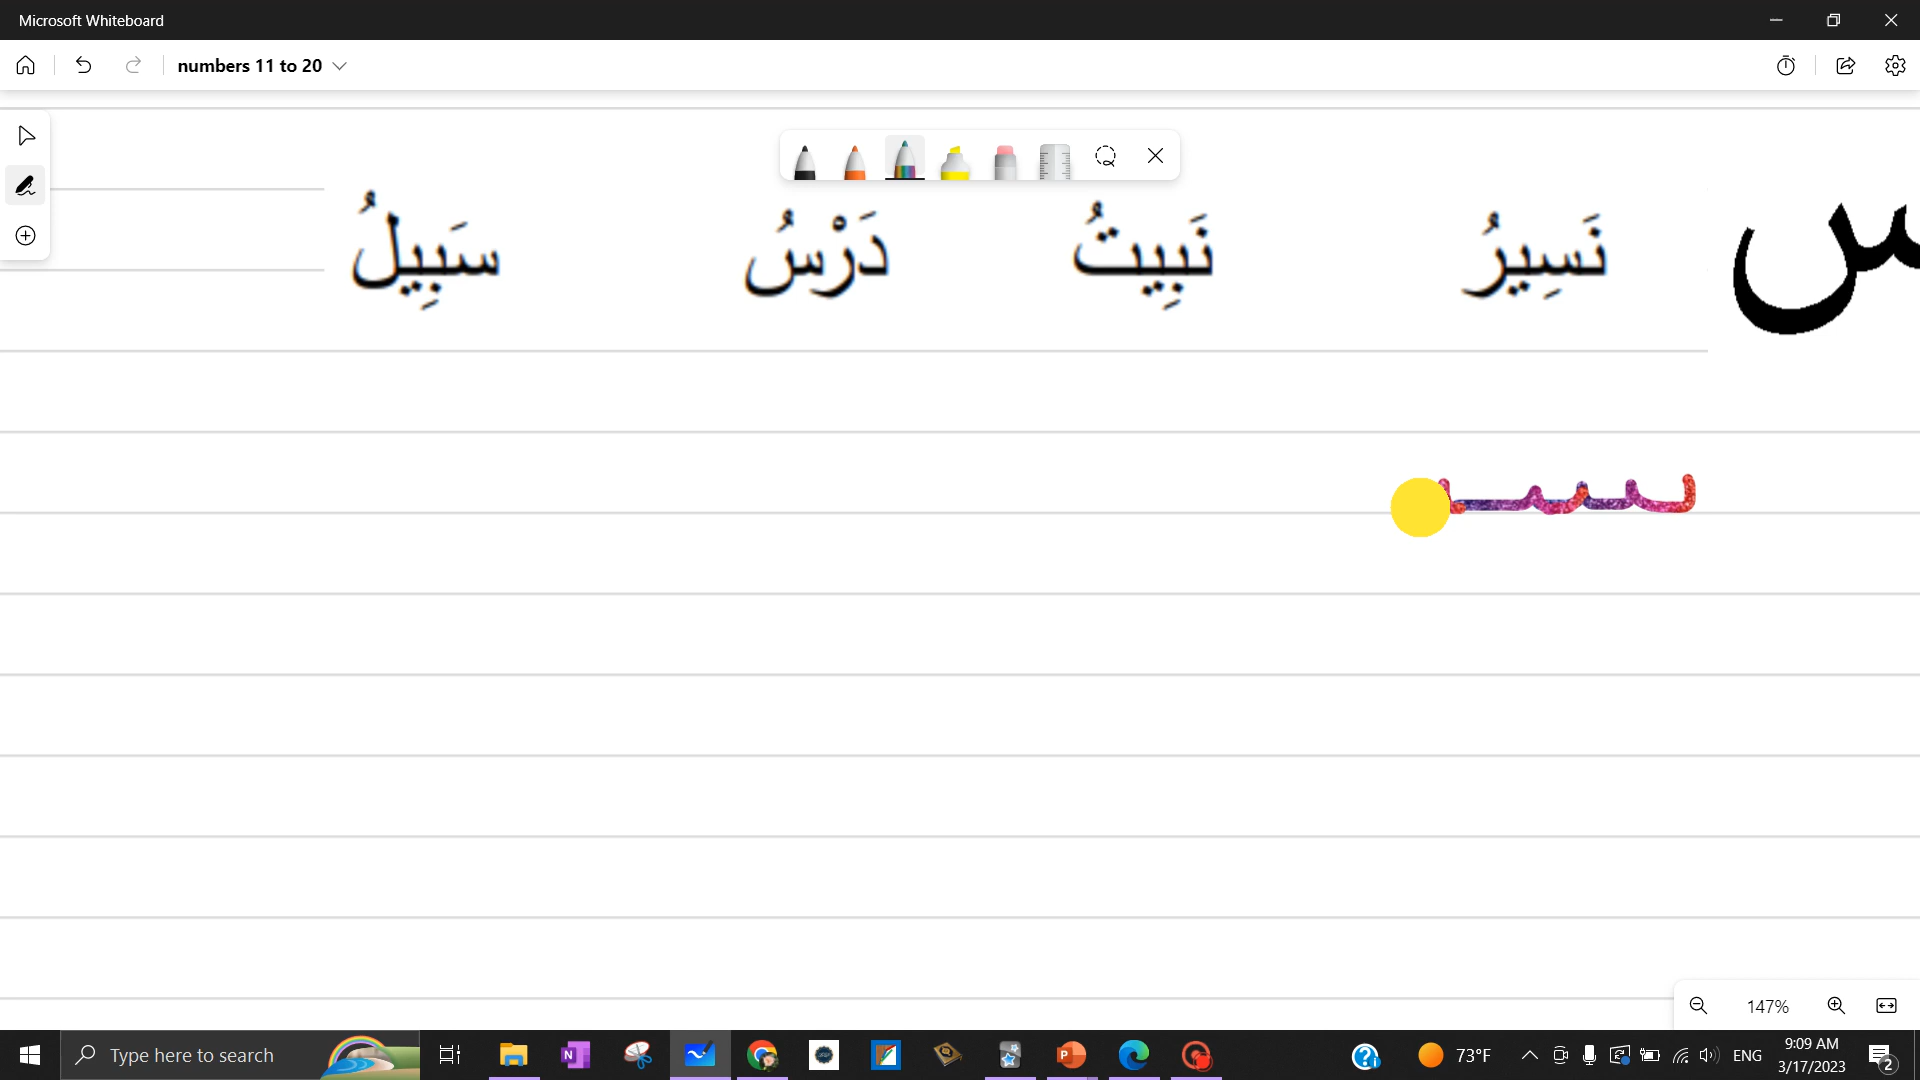 Microsoft Whiteboard
numbers 11 to 20
س نَسِيرُ نَبِيتُ دَرْسُ سَبِيلُ
147%
Type here to search
73°F ENG 9:09 AM
3/17/2023 2